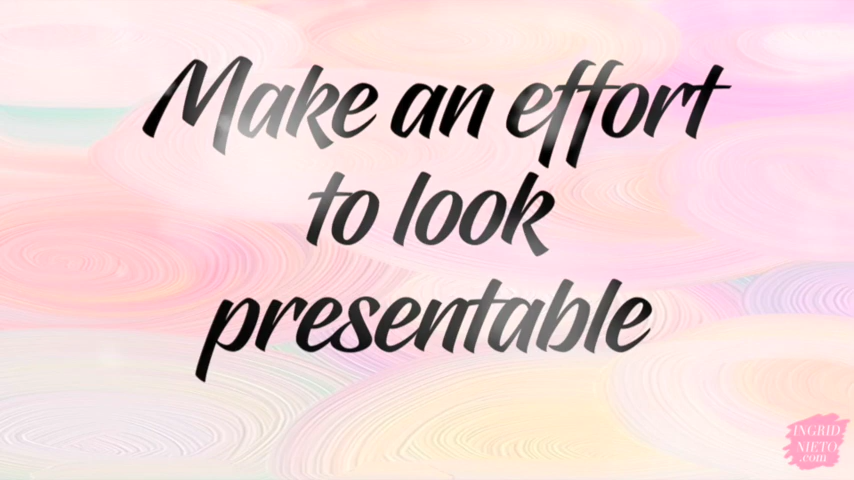 Make an effort
to look
presentable
INGRID
NIETO
.com